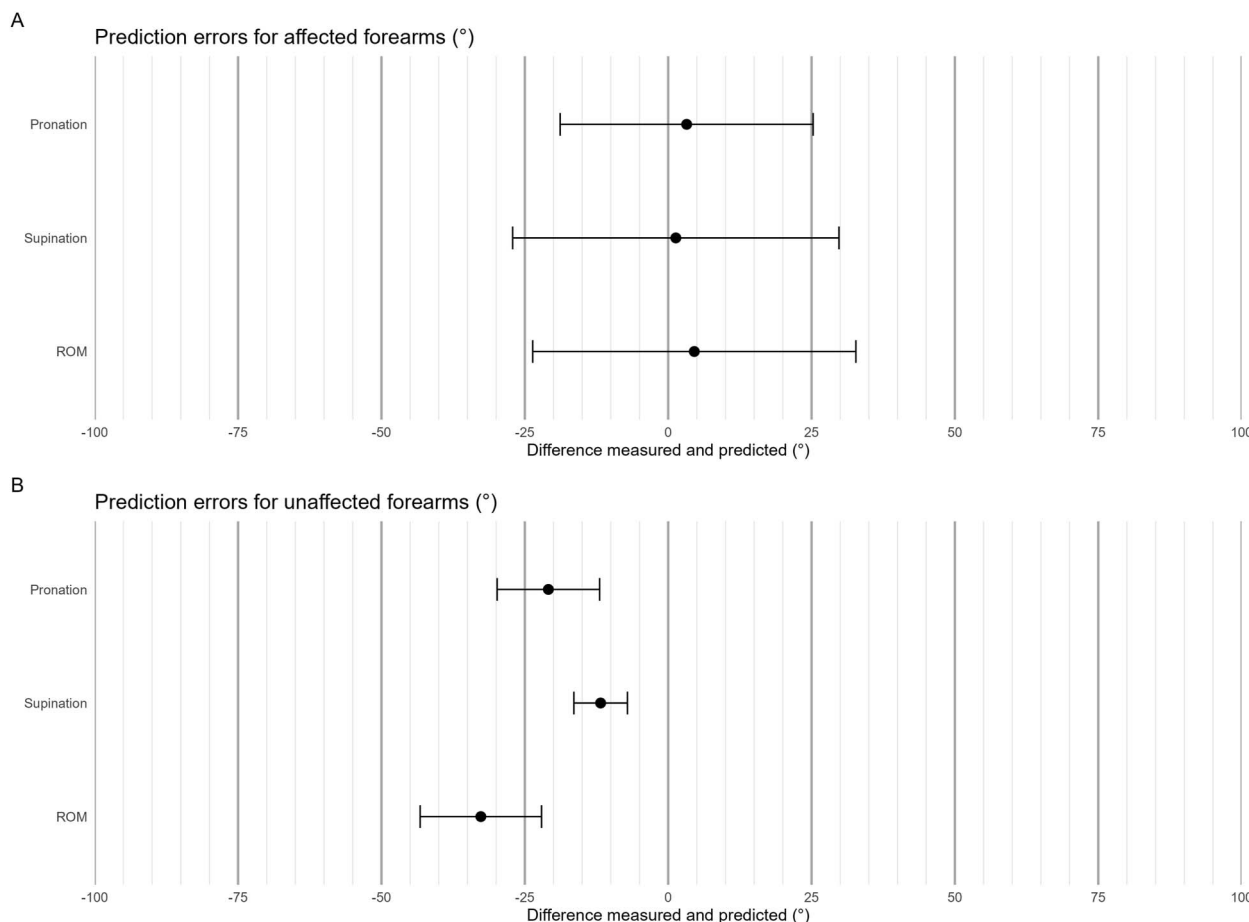 A
Prediction errors for affected forearms (°)
Pronation
Supination
ROM
-100 -75 -50 -25 0 25 50 75 100
Difference measured and predicted (°)
B
Prediction errors for unaffected forearms (°)
Pronation
Supination
ROM
-100 -75 -50 -25 0 25 50 75 100
Difference measured and predicted (°)